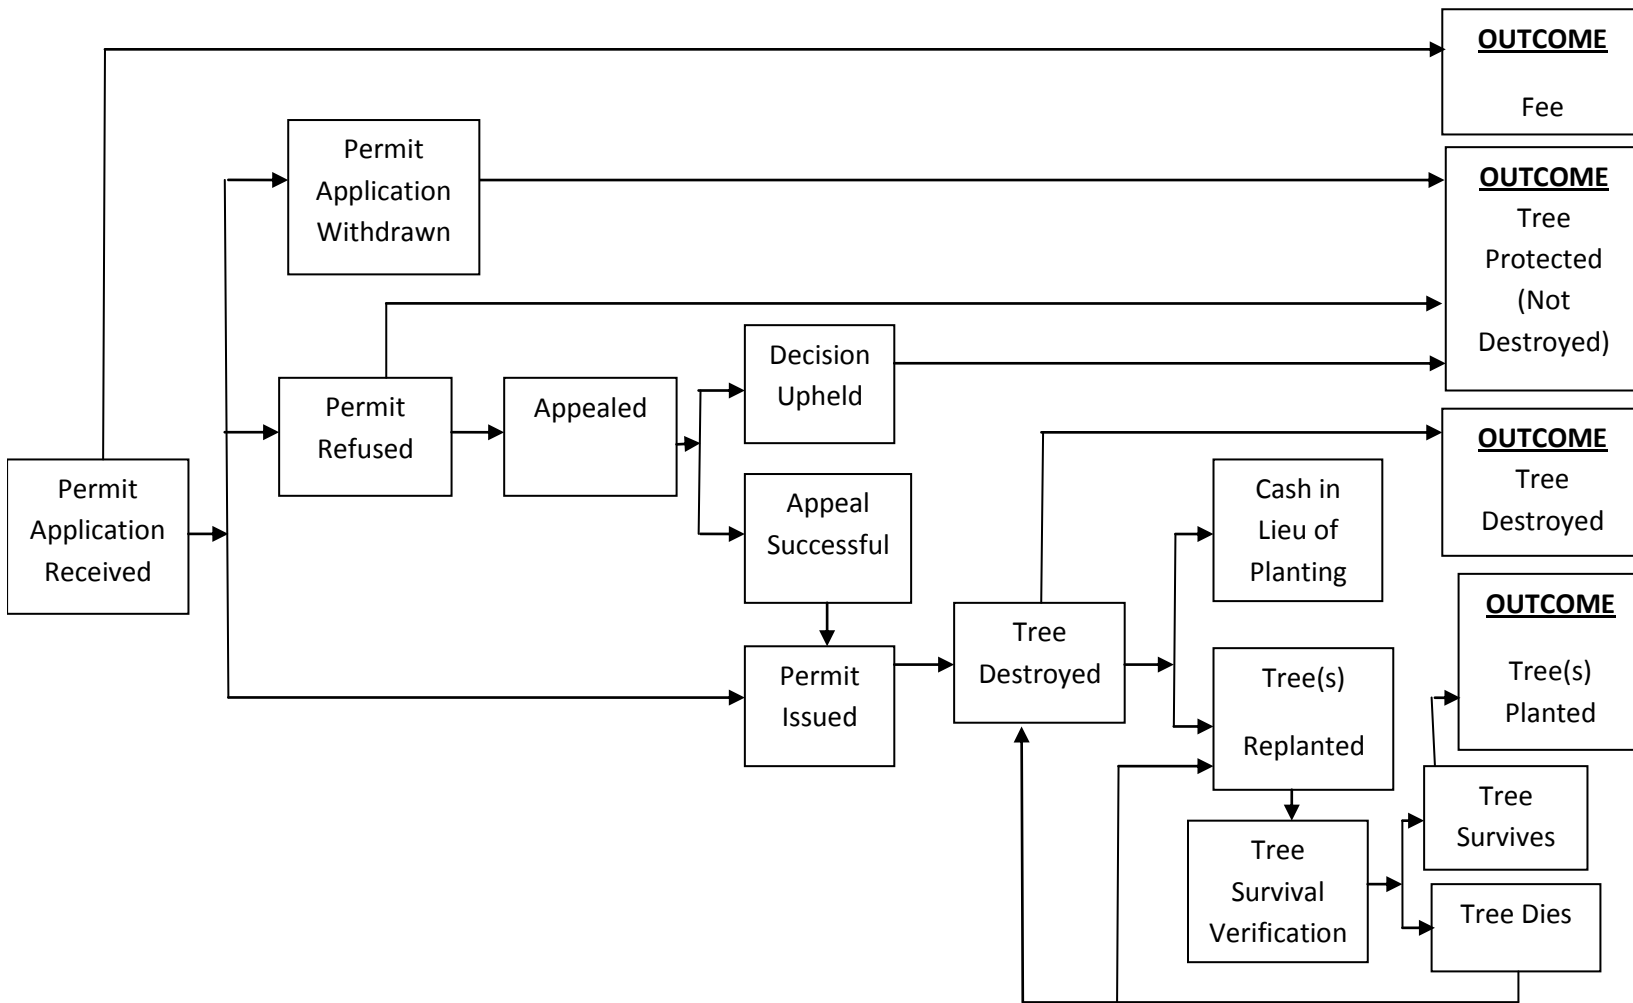 OUTCOME
Fee
Permit
Application
Withdrawn
OUTCOME
Tree
Protected
(Not
Destroyed)
Decision
Upheld
Permit
Refused
Appealed
OUTCOME
Tree
Destroyed
Permit
Application
Received
Appeal
Successful
Cash in
Lieu of
Planting
OUTCOME
Tree(s)
Planted
Permit
Issued
Tree
Destroyed
Tree(s)
Replanted
Tree
Survives
Tree
Survival
Verification
Tree Dies